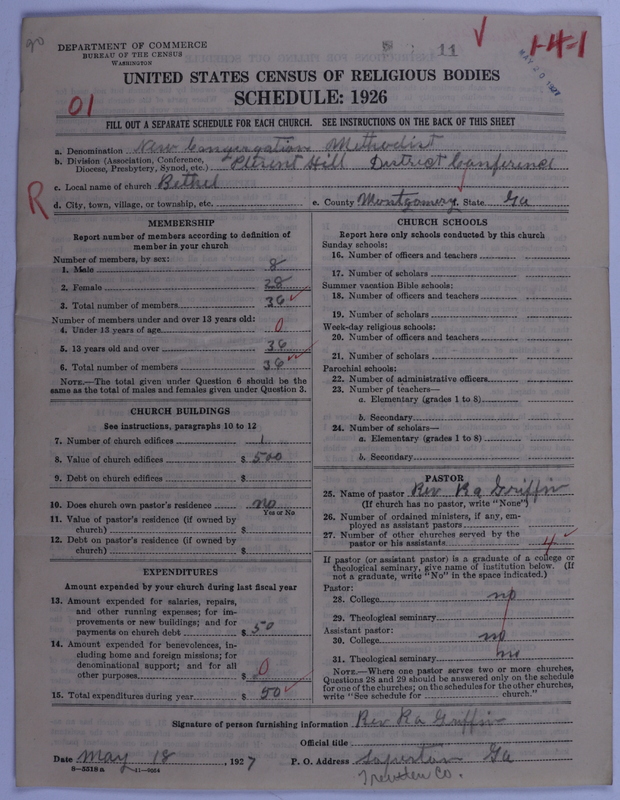 90
DEPARTMENT OF COMMERCE
BUREAU OF THE CENSUS
WASHINGTON
11
1-4-1
MAY 20 1927
UNITED STATES CENSUS OF RELIGIOUS BODIES
SCHEDULE: 1926
01
FILL OUT A SEPARATE SCHEDULE FOR EACH CHURCH. SEE INSTRUCTIONS ON THE BACK OF THIS SHEET
a. Denomination New Congregation Methodist
b. Division (Association, Conference, Diocese, Presbytery, Synod, etc.) Plesent Hill District Conference
c. Local name of church Bethel
R
d. City, town, village, or township, etc. e. County Montgomery State Ga
MEMBERSHIP
Report number of members according to definition of
member in your church
Number of members, by sex:
1. Male 8
2. Female 28
3. Total number of members 36
Number of members under and over 13 years old:
4. Under 13 years of age 0
5. 13 years old and over 36
6. Total number of members 36
NOTE.—The total given under Question 6 should be the
same as the total of males and females given under Question 3.
CHURCH BUILDINGS
See instructions, paragraphs 10 to 12
7. Number of church edifices 1
8. Value of church edifices $ 500
9. Debt on church edifices $
10. Does church own pastor's residence no
Yes or No
11. Value of pastor's residence (if owned by
church) $
12. Debt on pastor's residence (if owned by
church) $
EXPENDITURES
Amount expended by your church during last fiscal year
13. Amount expended for salaries, repairs,
and other running expenses; for im-
provements or new buildings; and for
payments on church debt $ 50
14. Amount expended for benevolences, in-
cluding home and foreign missions; for
denominational support; and for all
other purposes $ 0
15. Total expenditures during year $ 50
CHURCH SCHOOLS
Report here only schools conducted by this church
Sunday schools:
16. Number of officers and teachers
17. Number of scholars
Summer vacation Bible schools:
18. Number of officers and teachers
19. Number of scholars
Week-day religious schools:
20. Number of officers and teachers
21. Number of scholars
Parochial schools:
22. Number of administrative officers
23. Number of teachers—
a. Elementary (grades 1 to 8)
b. Secondary
24. Number of scholars—
a. Elementary (grades 1 to 8)
b. Secondary
PASTOR
25. Name of pastor Rev R a Griffin
(If church has no pastor, write "None")
26. Number of ordained ministers, if any, em-
ployed as assistant pastors
27. Number of other churches served by the
pastor or his assistants 4
If pastor (or assistant pastor) is a graduate of a college or
theological seminary, give name of institution below. (If
not a graduate, write "No" in the space indicated.)
Pastor:
28. College no
29. Theological seminary
Assistant pastor:
30. College no
31. Theological seminary no
NOTE.—Where one pastor serves two or more churches,
Questions 28 and 29 should be answered only on the schedule
for one of the churches; on the schedules for the other churches,
write "See schedule for church."
Signature of person furnishing information Rev R a Griffin
Official title
Date May 18, 1927 P. O. Address Soperton Ga
8—5518a 11—9064
Treutlen Co.